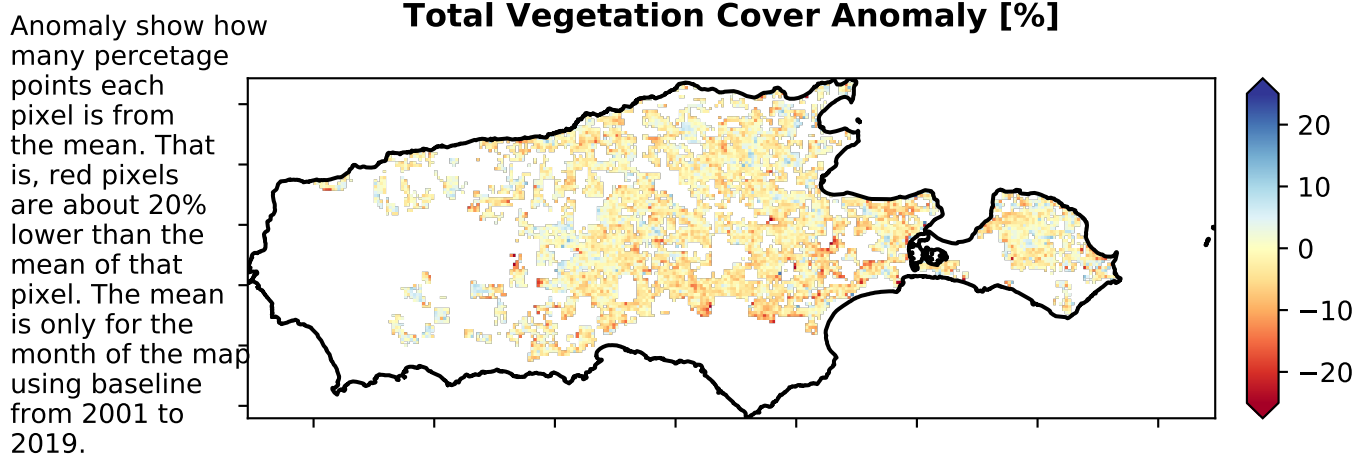 Total Vegetation Cover Anomaly [%]
Anomaly show how
many percetage
points each
pixel is from
the mean. That
is, red pixels
are about 20%
lower than the
mean of that
pixel. The mean
is only for the
month of the map
using baseline
from 2001 to
2019.
20
10
0
−10
−20